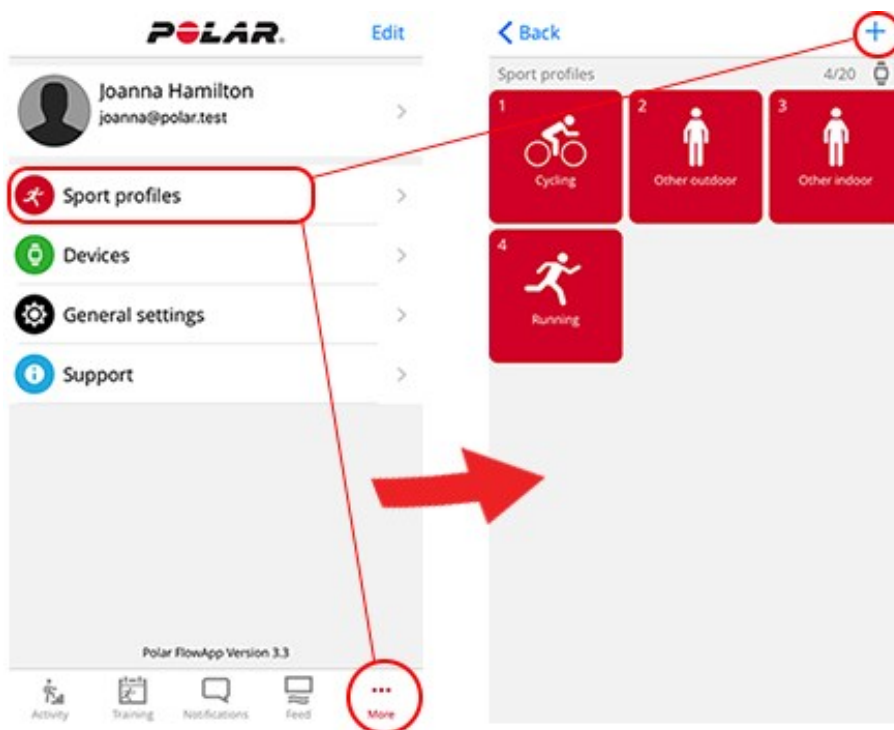 POLAR.
Edit
Joanna Hamilton
joanna@polar.test
Sport profiles
Devices
General settings
Support
Polar FlowApp Version 3.3
Activity
Training
Notifications
Feed
More
Back
+
Sport profiles
4/20
1
Cycling
2
Other outdoor
3
Other indoor
4
Running